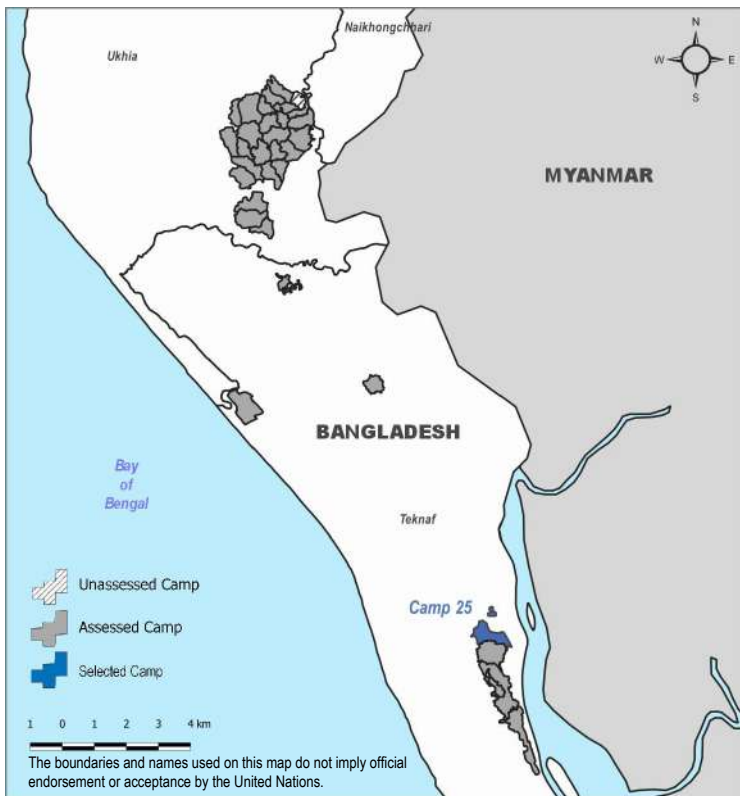 Naikhongchhari
Ukhia
N
W
E
S
MYANMAR
BANGLADESH
Bay
of
Bengal
Teknaf
Unassessed Camp
Camp 25
Assessed Camp
Selected Camp
1 0 1 2 3 4 km
The boundaries and names used on this map do not imply official
endorsement or acceptance by the United Nations.